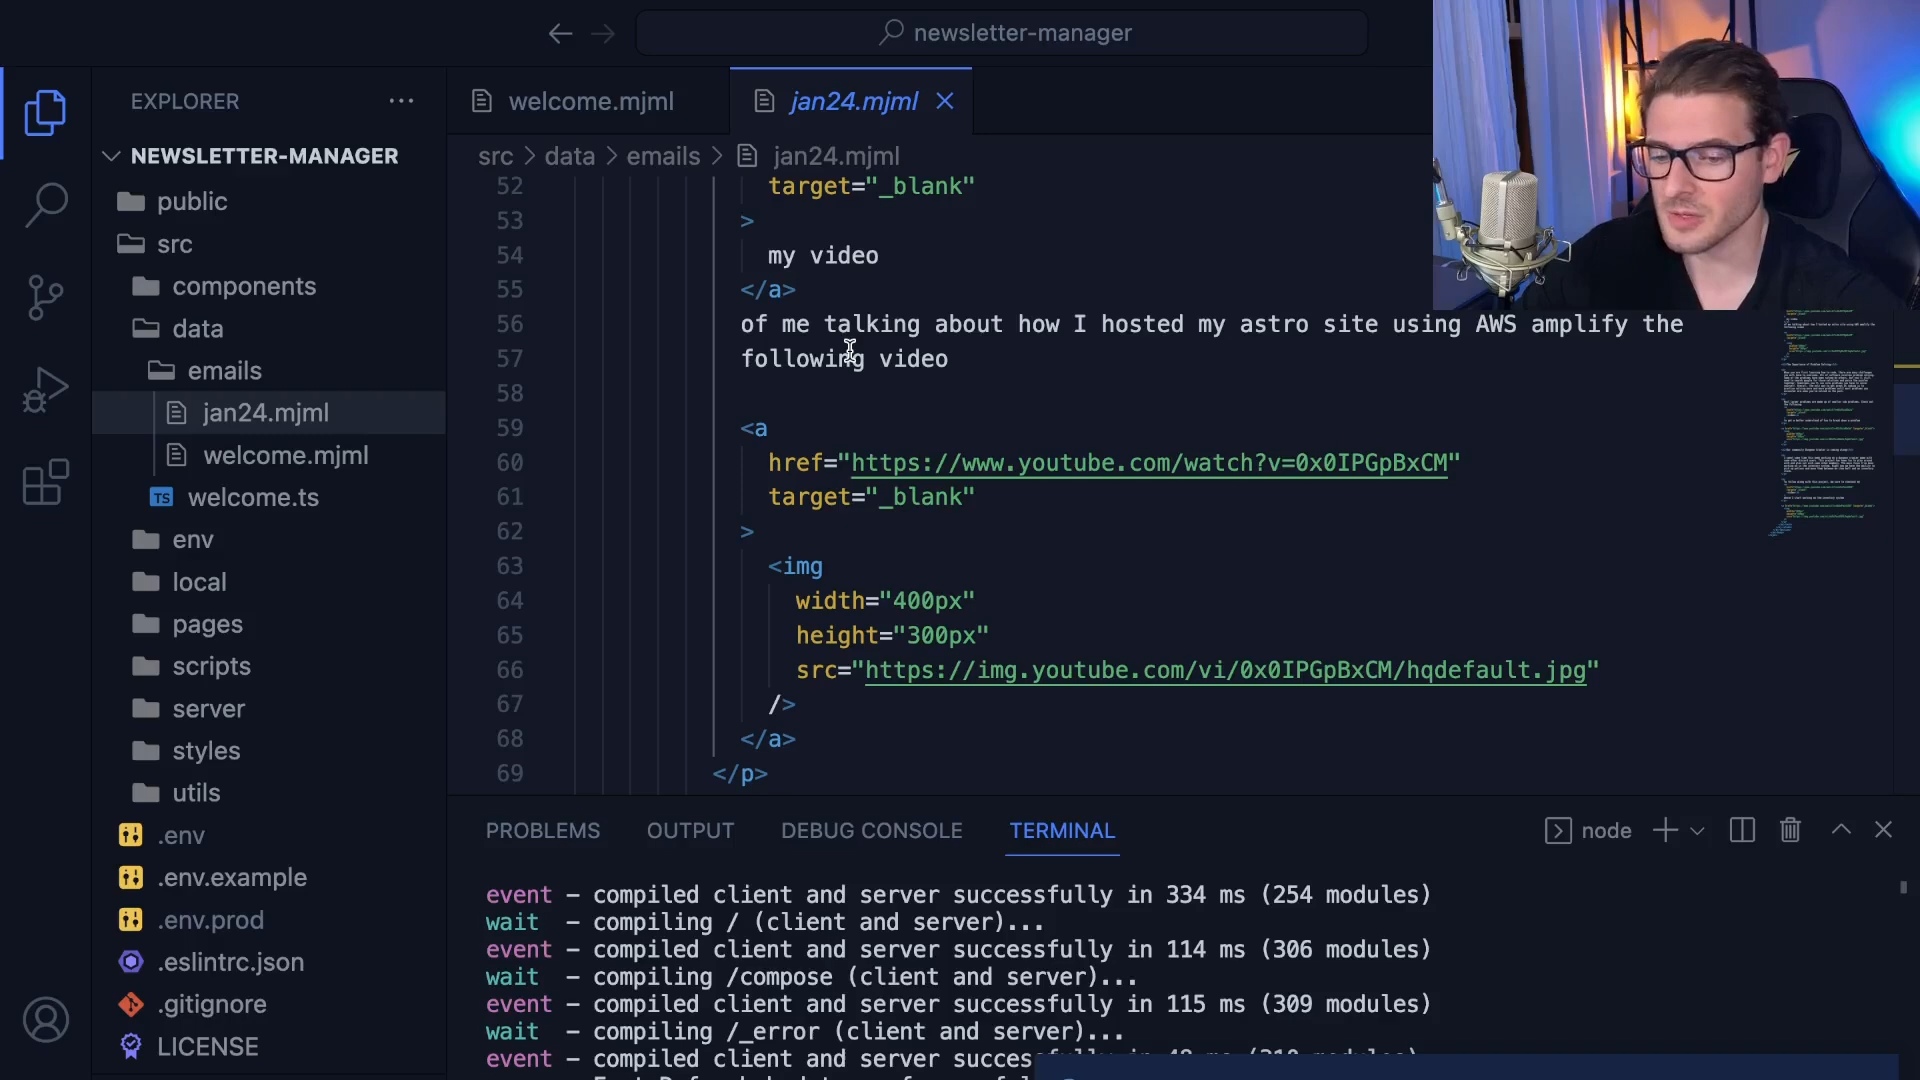 newsletter-manager
EXPLORER
NEWSLETTER-MANAGER
public
src
components
data
emails
jan24.mjml
welcome.mjml
TS welcome.ts
env
local
pages
scripts
server
styles
utils
.env
.env.example
.env.prod
.eslintrc.json
.gitignore
LICENSE
welcome.mjml
jan24.mjml
src > data > emails > jan24.mjml
52 target="_blank"
53 >
54 my video
55 </a>
56 of me talking about how I hosted my astro site using AWS amplify the
57 following video
58
59 <a
60 href="https://www.youtube.com/watch?v=0x0IPGpBxCM"
61 target="_blank"
62 >
63 <img
64 width="400px"
65 height="300px"
66 src="https://img.youtube.com/vi/0x0IPGpBxCM/hqdefault.jpg"
67 />
68 </a>
69 </p>
PROBLEMS OUTPUT DEBUG CONSOLE TERMINAL
node
event - compiled client and server successfully in 334 ms (254 modules)
wait - compiling / (client and server)...
event - compiled client and server successfully in 114 ms (306 modules)
wait - compiling /compose (client and server)...
event - compiled client and server successfully in 115 ms (309 modules)
wait - compiling /_error (client and server)...
event - compiled client and server